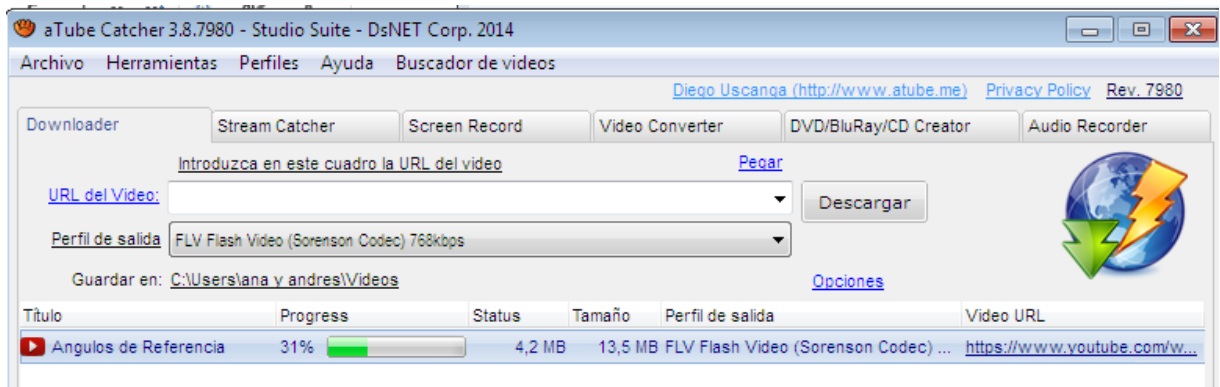 aTube Catcher 3.8.7980 - Studio Suite - DsNET Corp. 2014
Archivo Herramientas Perfiles Ayuda Buscador de videos
Diego Uscanga (http://www.atube.me) Privacy Policy Rev. 7980
Downloader Stream Catcher Screen Record Video Converter DVD/BluRay/CD Creator Audio Recorder
Introduzca en este cuadro la URL del video Pegar
URL del Video: Descargar
Perfil de salida FLV Flash Video (Sorenson Codec) 768kbps
Guardar en: C:\Users\ana y andres\Videos Opciones
Título Progress Status Tamaño Perfil de salida Video URL
Angulos de Referencia 31% 4,2 MB 13,5 MB FLV Flash Video (Sorenson Codec) ... https://www.youtube.com/w...